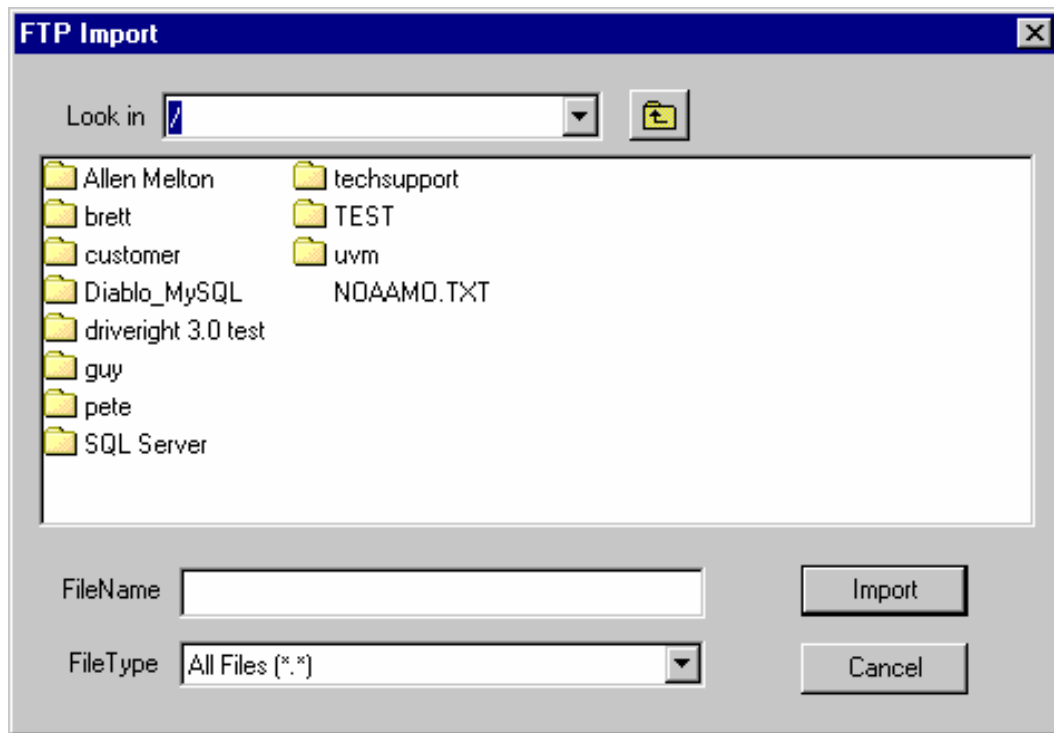 FTP Import
Look in /
Allen Melton
brett
customer
Diablo_MySQL
driveright 3.0 test
guy
pete
SQL Server
techsupport
TEST
uvm
NOAAMO.TXT
FileName
Import
FileType All Files (*.*)
Cancel